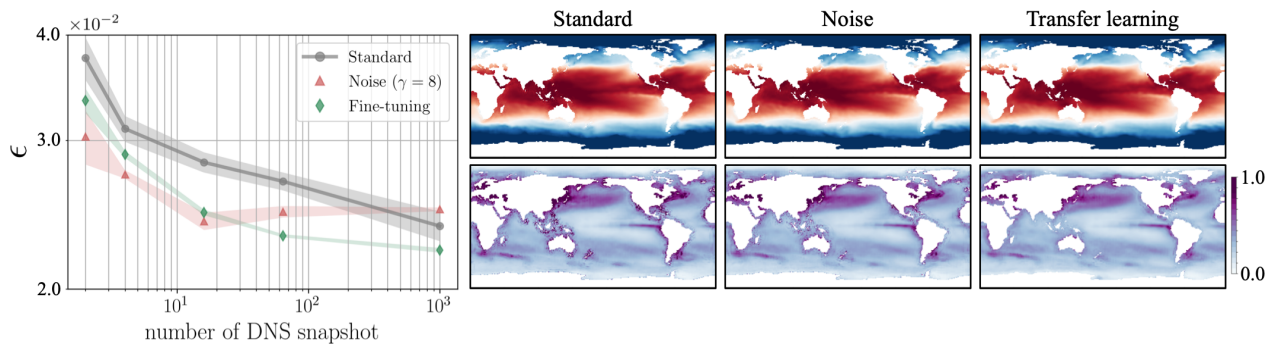 ×10⁻²
4.0
3.0
2.0
ϵ
Standard
Noise (γ = 8)
Fine-tuning
10¹
10²
10³
number of DNS snapshot
Standard
Noise
Transfer learning
1.0
0.0